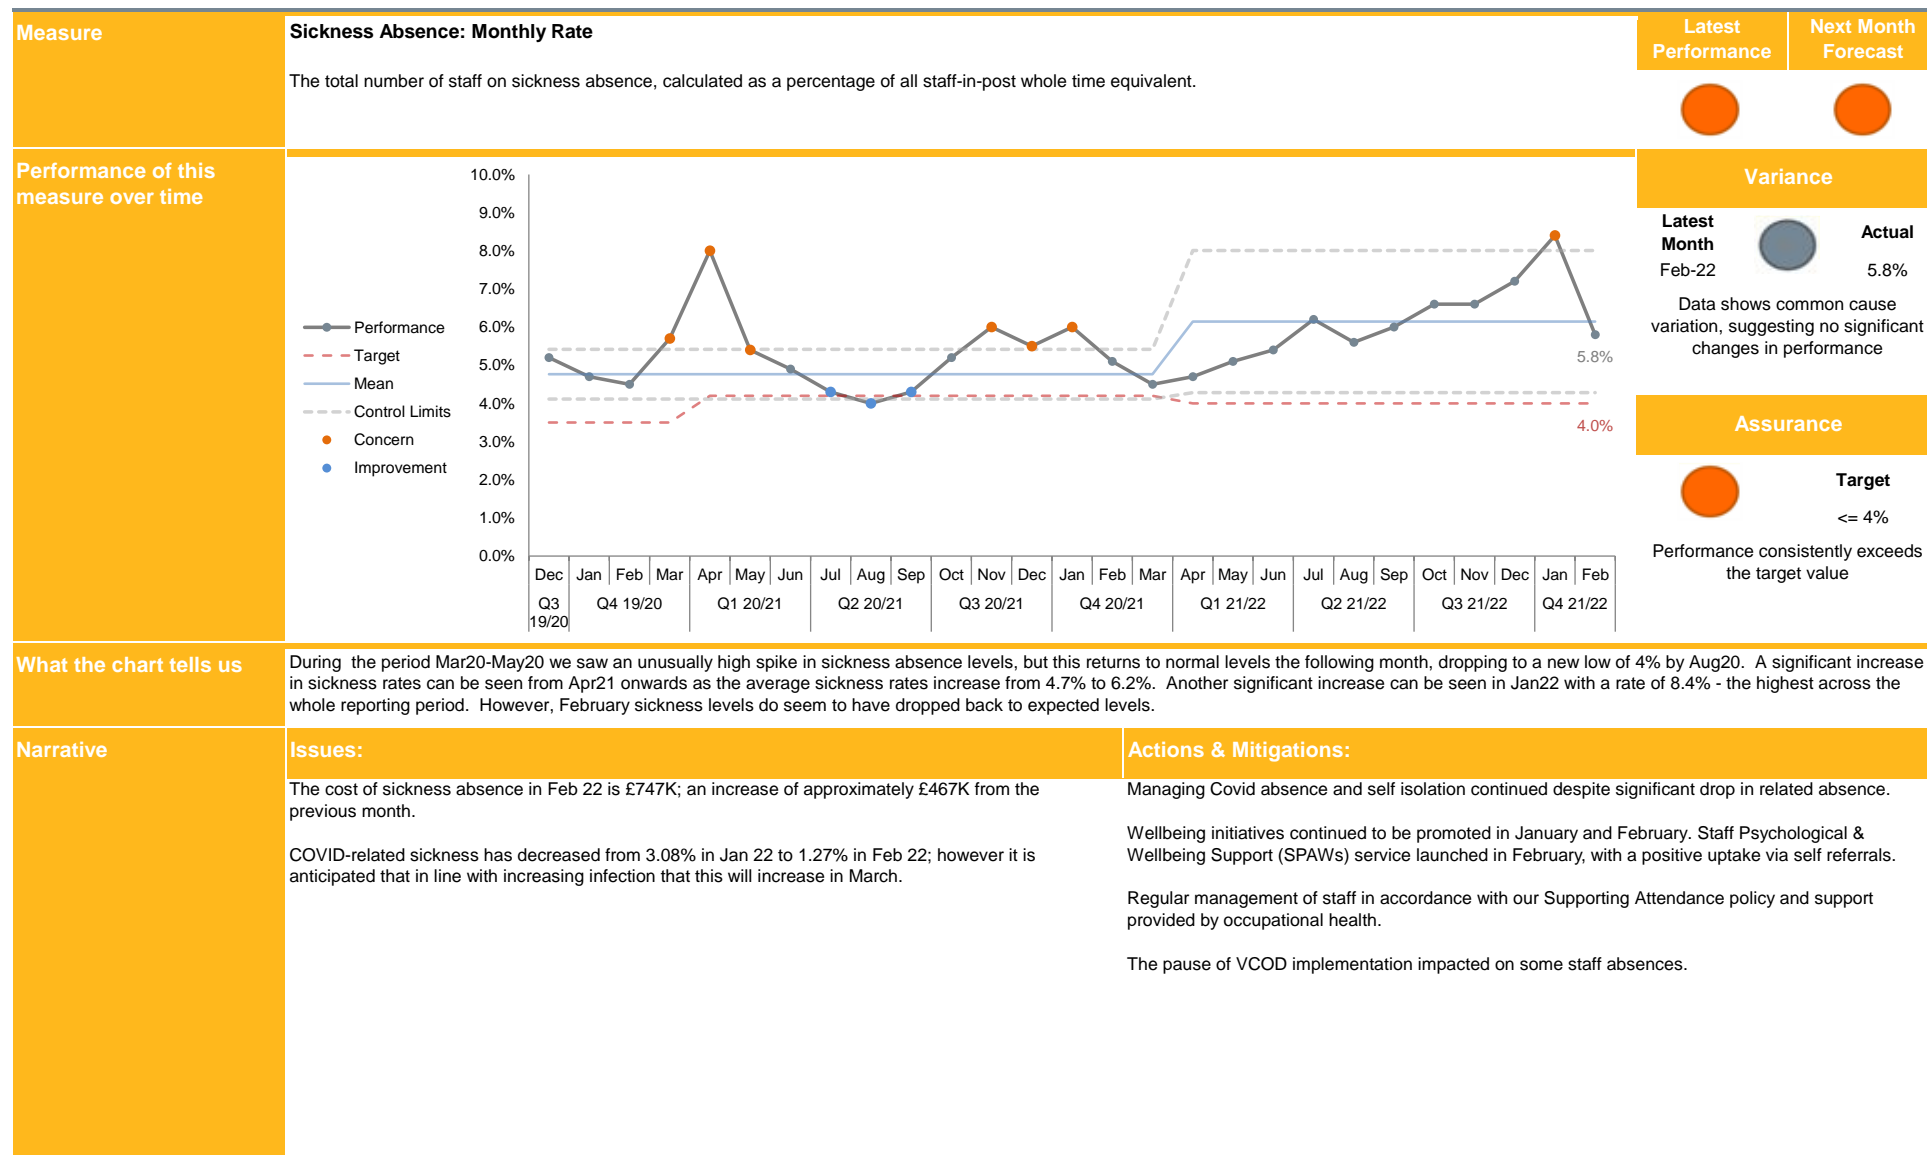 Measure
Sickness Absence: Monthly Rate
The total number of staff on sickness absence, calculated as a percentage of all staff-in-post whole time equivalent.
Latest
Performance
Next Month
Forecast
Performance of this
measure over time
10.0%
9.0%
8.0%
7.0%
6.0%
5.0%
4.0%
3.0%
2.0%
1.0%
0.0%
Performance
Target
Mean
Control Limits
Concern
Improvement
5.8%
4.0%
Dec Jan Feb Mar Apr May Jun Jul Aug Sep Oct Nov Dec Jan Feb Mar Apr May Jun Jul Aug Sep Oct Nov Dec Jan Feb
Q3 Q4 19/20 Q1 20/21 Q2 20/21 Q3 20/21 Q4 20/21 Q1 21/22 Q2 21/22 Q3 21/22 Q4 21/22
19/20
Variance
Latest
Month
Actual
Feb-22 5.8%
Data shows common cause
variation, suggesting no significant
changes in performance
Assurance
Target
<= 4%
Performance consistently exceeds
the target value
What the chart tells us
During the period Mar20-May20 we saw an unusually high spike in sickness absence levels, but this returns to normal levels the following month, dropping to a new low of 4% by Aug20. A significant increase
in sickness rates can be seen from Apr21 onwards as the average sickness rates increase from 4.7% to 6.2%. Another significant increase can be seen in Jan22 with a rate of 8.4% - the highest across the
whole reporting period. However, February sickness levels do seem to have dropped back to expected levels.
Narrative
Issues:
The cost of sickness absence in Feb 22 is £747K; an increase of approximately £467K from the
previous month.
COVID-related sickness has decreased from 3.08% in Jan 22 to 1.27% in Feb 22; however it is
anticipated that in line with increasing infection that this will increase in March.
Actions & Mitigations:
Managing Covid absence and self isolation continued despite significant drop in related absence.
Wellbeing initiatives continued to be promoted in January and February. Staff Psychological &
Wellbeing Support (SPAWs) service launched in February, with a positive uptake via self referrals.
Regular management of staff in accordance with our Supporting Attendance policy and support
provided by occupational health.
The pause of VCOD implementation impacted on some staff absences.